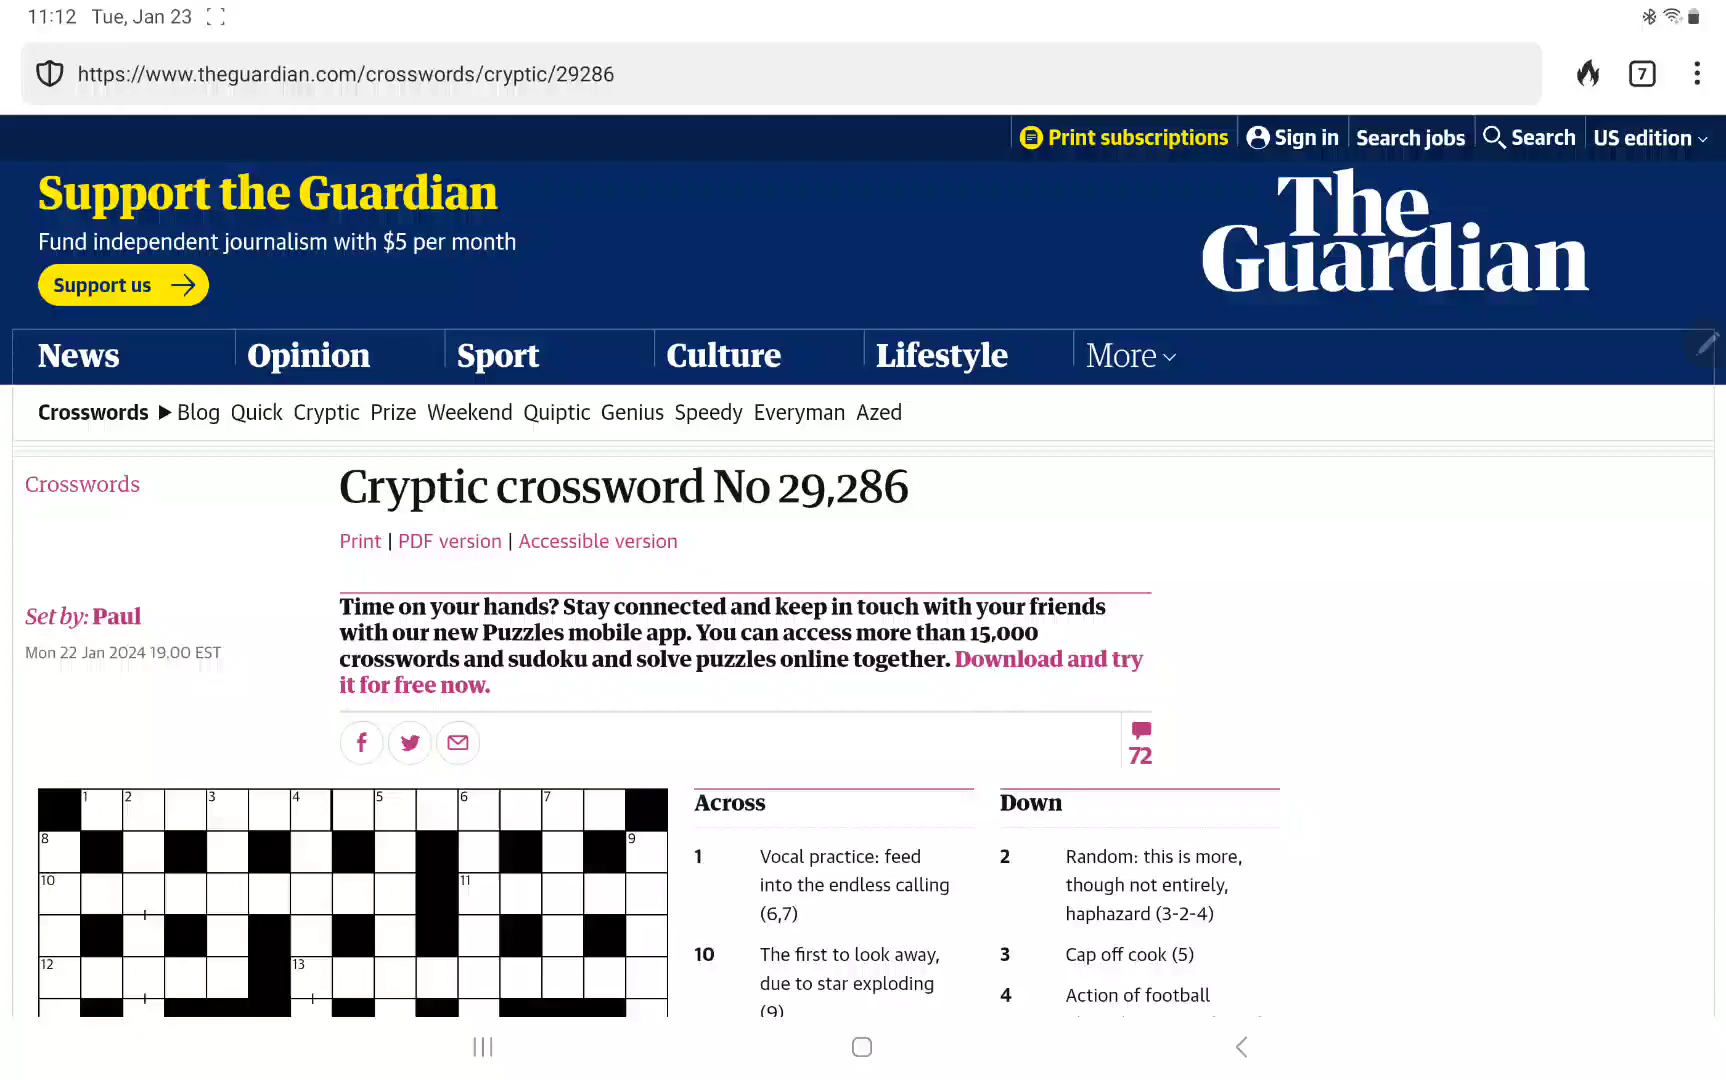 11:12 Tue, Jan 23
https://www.theguardian.com/crosswords/cryptic/29286
7
Print subscriptions
Sign in
Search jobs
Search
US edition
Support the Guardian
Fund independent journalism with $5 per month
Support us
The
Guardian
News
Opinion
Sport
Culture
Lifestyle
More
Crosswords Blog Quick Cryptic Prize Weekend Quiptic Genius Speedy Everyman Azed
Crosswords
Cryptic crossword No 29,286
Print | PDF version | Accessible version
Set by: Paul
Mon 22 Jan 2024 19.00 EST
Time on your hands? Stay connected and keep in touch with your friends
with our new Puzzles mobile app. You can access more than 15,000
crosswords and sudoku and solve puzzles online together. Download and try
it for free now.
72
1 2 3 4 5 6 7
8 9
10 11
12 13
Across
1 Vocal practice: feed
into the endless calling
(6,7)
10 The first to look away,
due to star exploding
(9)
Down
2 Random: this is more,
though not entirely,
haphazard (3-2-4)
3 Cap off cook (5)
4 Action of football